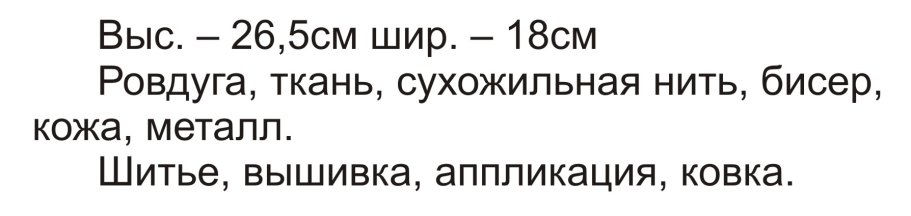 Выс. – 26,5см шир. – 18см
Ровдуга, ткань, сухожильная нить, бисер,
кожа, металл.
Шитье, вышивка, аппликация, ковка.